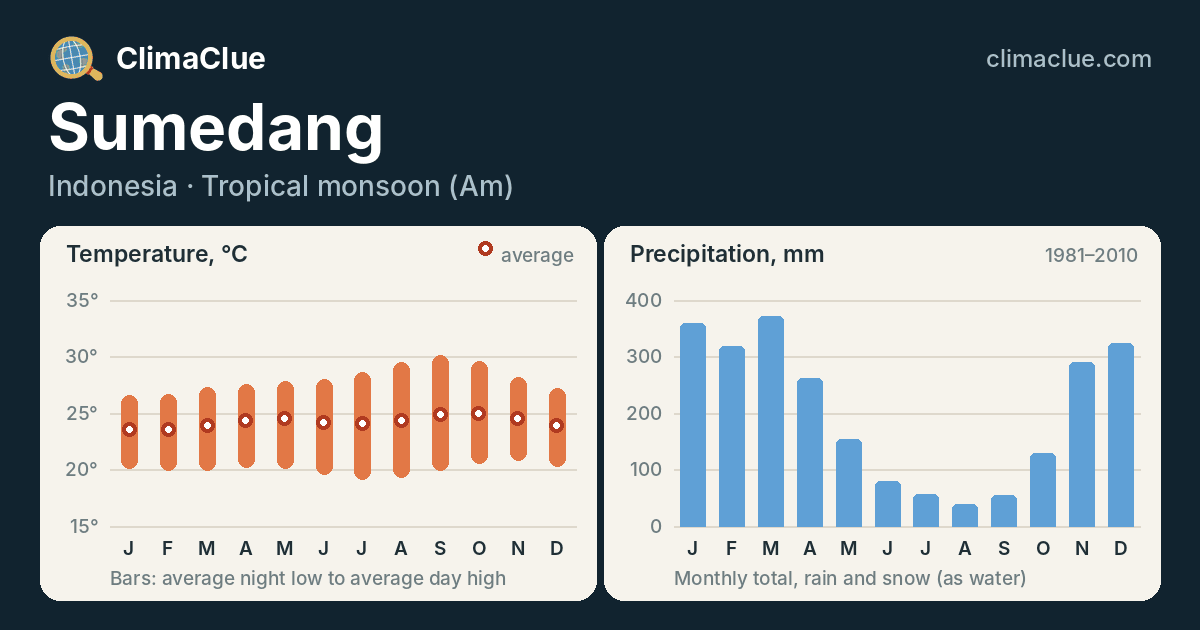 ClimaClue
climaclue.com
Sumedang
Indonesia · Tropical monsoon (Am)
Temperature, °C
average
35°
30°
25°
20°
15°
J F M A M J J A S O N D
Bars: average night low to average day high
Precipitation, mm
1981–2010
400
300
200
100
0
J F M A M J J A S O N D
Monthly total, rain and snow (as water)